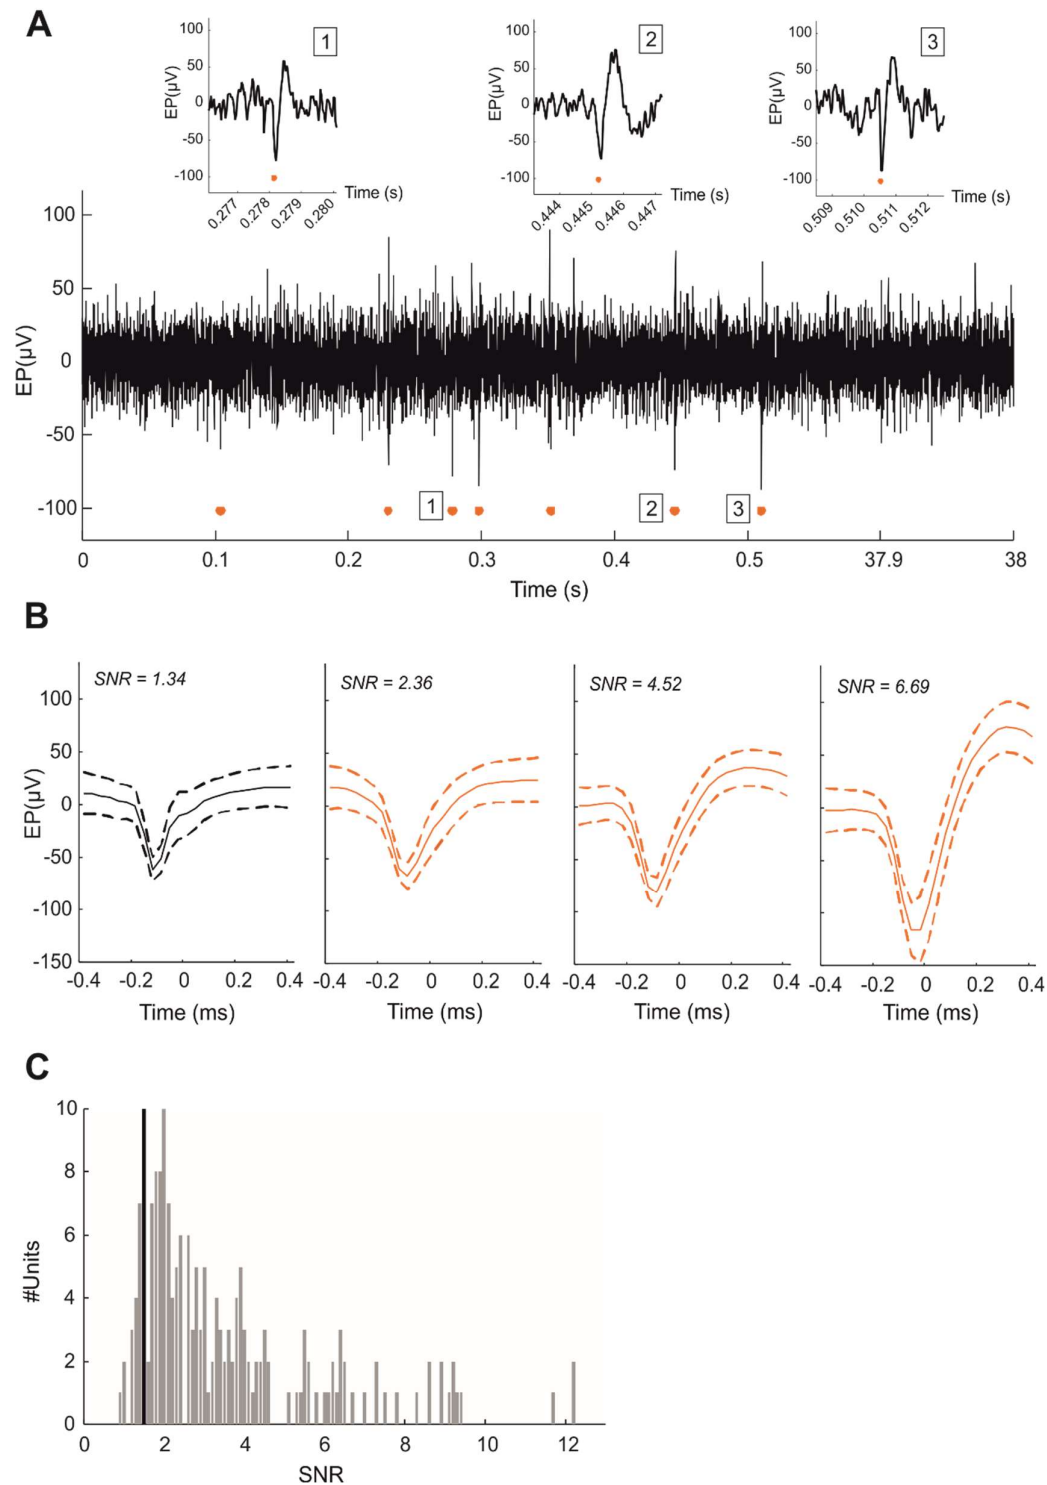 A
1
2
3
100
50
0
-50
-100
EP(µV)
0.277
0.278
0.279
0.280
Time (s)
100
50
0
-50
-100
EP(µV)
0.444
0.445
0.446
0.447
Time (s)
100
50
0
-50
-100
EP(µV)
0.509
0.510
0.511
0.512
Time (s)
100
50
0
-50
-100
EP(µV)
1
2
3
0
0.1
0.2
0.3
0.4
0.5
37.9
38
Time (s)
B
SNR = 1.34
SNR = 2.36
SNR = 4.52
SNR = 6.69
100
50
0
-50
-100
-150
EP(µV)
-0.4 -0.2 0 0.2 0.4
-0.4 -0.2 0 0.2 0.4
-0.4 -0.2 0 0.2 0.4
-0.4 -0.2 0 0.2 0.4
Time (ms)
Time (ms)
Time (ms)
Time (ms)
C
10
8
6
4
2
0
#Units
0 2 4 6 8 10 12
SNR